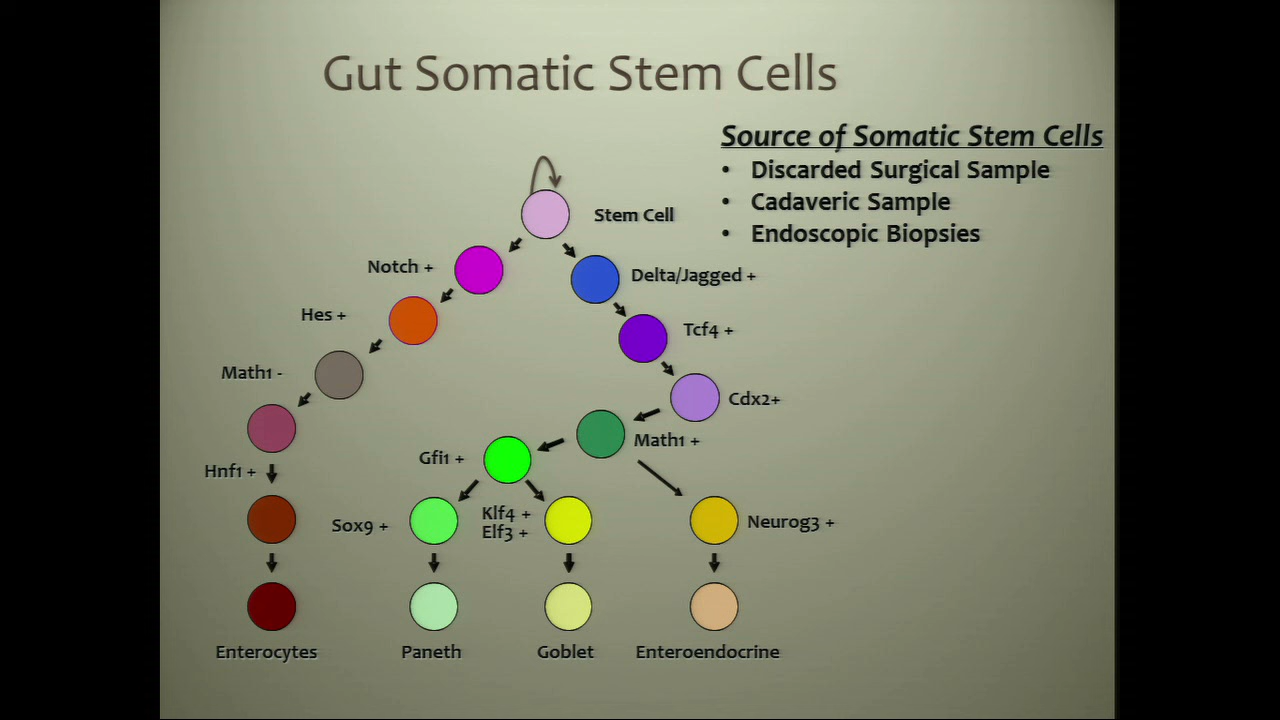 Gut Somatic Stem Cells
Source of Somatic Stem Cells
• Discarded Surgical Sample
• Cadaveric Sample
• Endoscopic Biopsies
Stem Cell
Notch +
Delta/Jagged +
Hes +
Tcf4 +
Math1 -
Cdx2+
Math1 +
Gfi1 +
Hnf1 +
Sox9 +
Klf4 +
Elf3 +
Neurog3 +
Enterocytes
Paneth
Goblet
Enteroendocrine